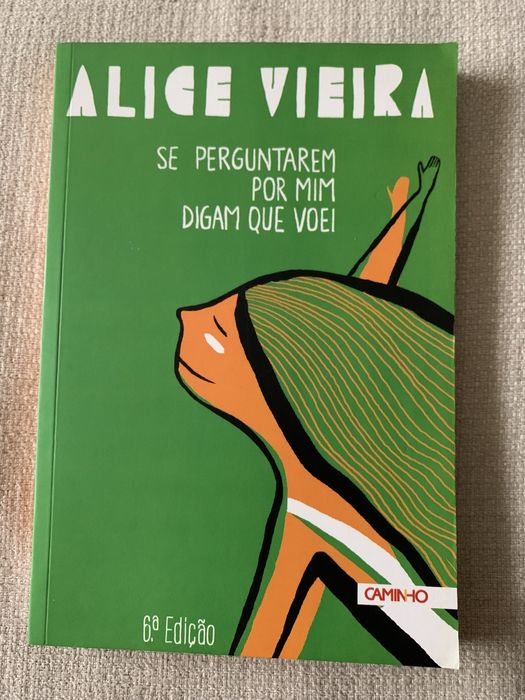 ALICE VIEIRA
SE PERGUNTAREM
POR MIM
DIGAM QUE VOEI
CAMINHO
6.ª EDIÇÃO